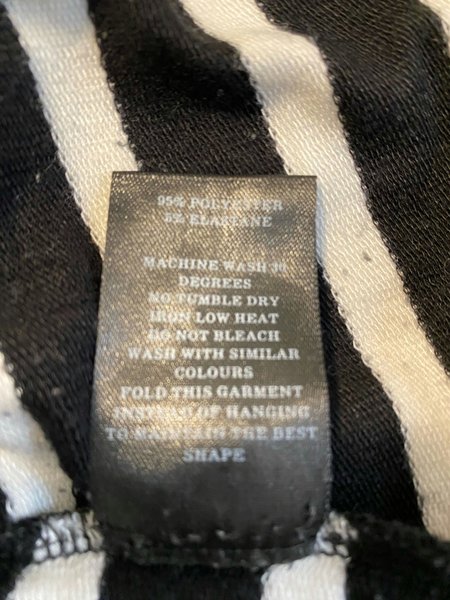 95% POLYESTER
5% ELASTANE
MACHINE WASH
DEGREES
NO TUMBLE DRY
IRON LOW HEAT
DO NOT BLEACH
WASH WITH SIMILAR
COLOURS
FOLD THIS GARMENT
INSTEAD OF HANGING
TO MAINTAIN THE BEST
SHAPE